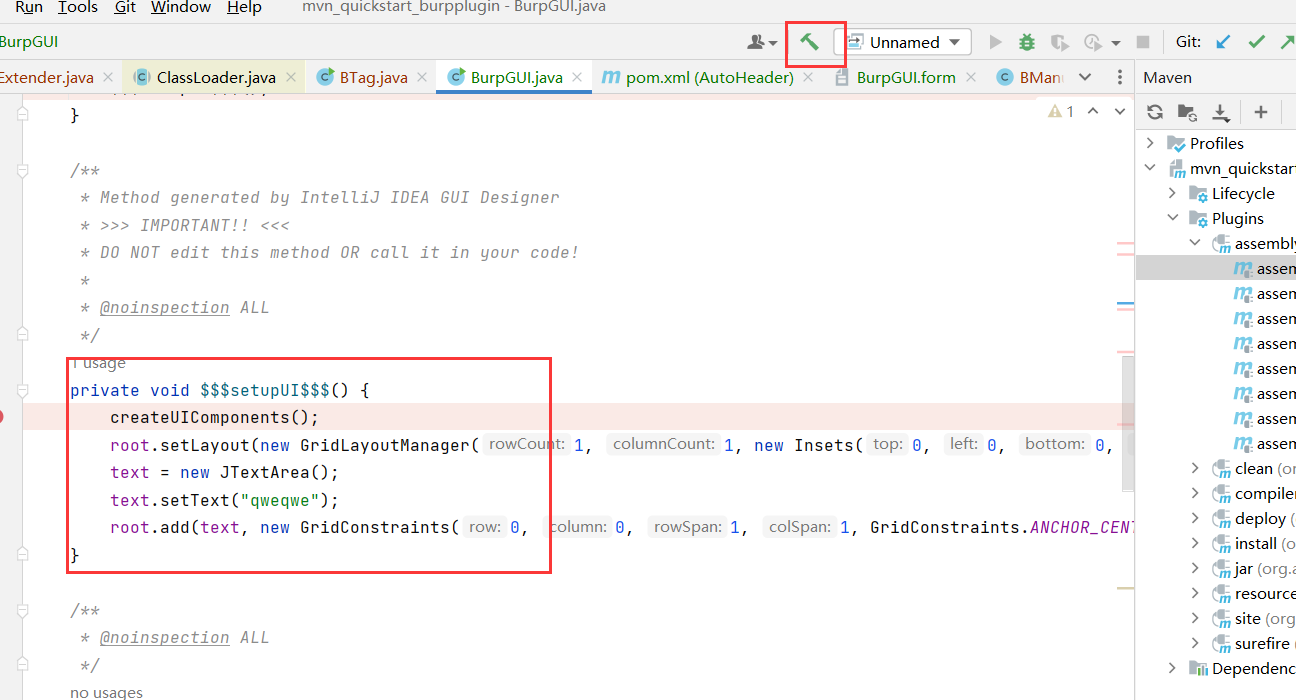 Run Tools Git Window Help mvn_quickstart_burpplugin - BurpGUI.java
BurpGUI Unnamed Git:
Extender.java ClassLoader.java BTag.java BurpGUI.java pom.xml (AutoHeader) BurpGUI.form BMan Maven
}
1
/**
* Method generated by IntelliJ IDEA GUI Designer
* >>> IMPORTANT!! <<<
* DO NOT edit this method OR call it in your code!
*
* @noinspection ALL
*/
1 usage
private void $$$setupUI$$$() {
createUIComponents();
root.setLayout(new GridLayoutManager( rowCount: 1, columnCount: 1, new Insets( top: 0, left: 0, bottom: 0,
text = new JTextArea();
text.setText("qweqwe");
root.add(text, new GridConstraints( row: 0, column: 0, rowSpan: 1, colSpan: 1, GridConstraints.ANCHOR_CENT
}
/**
* @noinspection ALL
*/
no usages
Profiles
mvn_quickstart
Lifecycle
Plugins
assembly
assem
assem
assem
assem
assem
assem
assem
assem
clean (or
compiler
deploy (
install (o
jar (org.a
resource
site (org
surefire
Dependenc